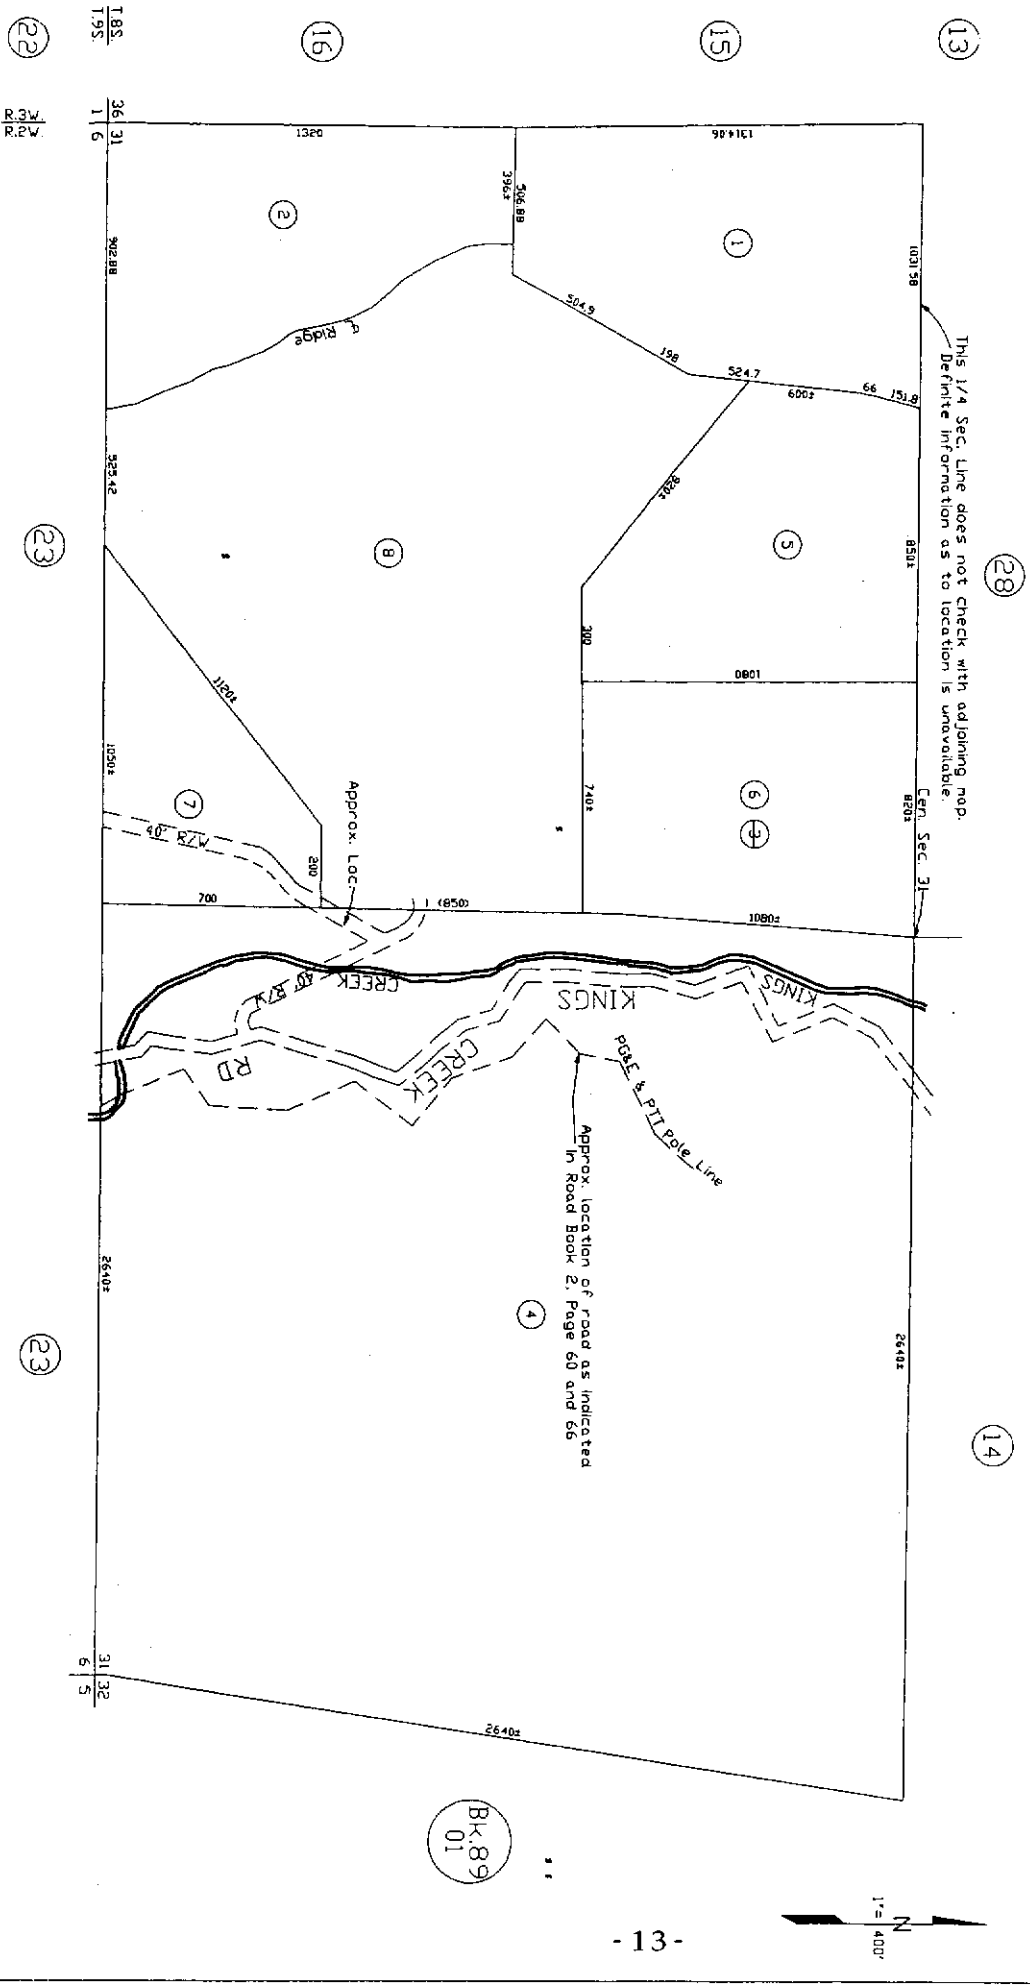 13
15
16
22
T.8S.
T.9S.
36 31
1 6
R.3W.
R.2W.
28
14
23
23
This 1/4 Sec. Line does not check with adjoining map.
Definite information as to location is unavailable.
1031.58
850±
820±
Cen. Sec. 31
2640±
1314.06
1320
1
506.88
396±
504.9
198
524.7
600±
66
151.8
2
℄ Ridge
902.88
525.42
1050±
2640±
5
820±
300
1080
8
6
3
740±
1080±
1120±
200
(850)
700
7
40' R/W
Approx. Loc.
40' R/W
CREEK
KINGS
KINGS
CREEK
RD
PG&E & PTT Pole Line
Approx. location of road as indicated
in Road Book 2, Page 60 and 66
4
2640±
31 32
6 5
Bk.89
01
N
1"= 400'
-13-